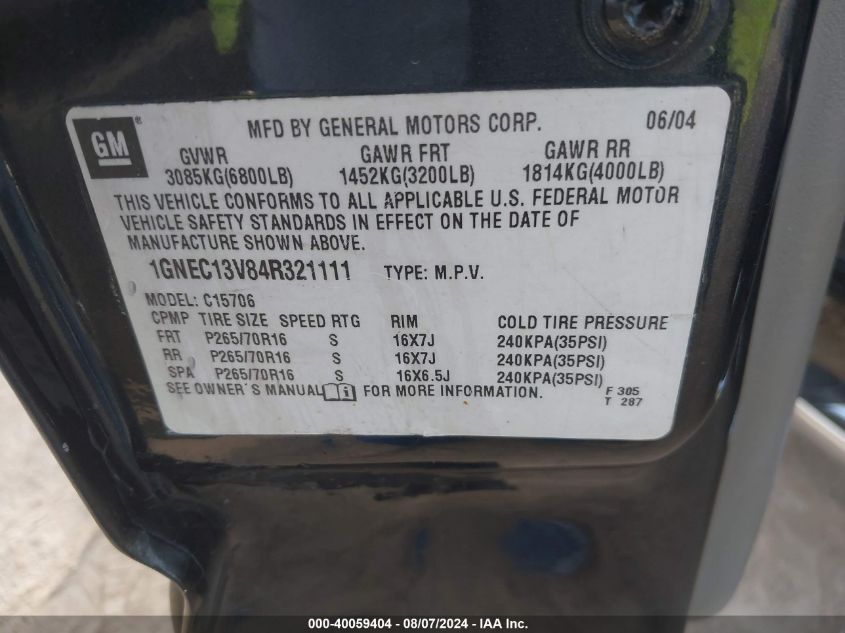 GM ®
MFD BY GENERAL MOTORS CORP. 06/04
GVWR GAWR FRT GAWR RR
3085KG(6800LB) 1452KG(3200LB) 1814KG(4000LB)
THIS VEHICLE CONFORMS TO ALL APPLICABLE U.S. FEDERAL MOTOR
VEHICLE SAFETY STANDARDS IN EFFECT ON THE DATE OF
MANUFACTURE SHOWN ABOVE.
1GNEC13V84R321111 TYPE: M.P.V.
MODEL: C15706
CPMP TIRE SIZE SPEED RTG RIM COLD TIRE PRESSURE
FRT P265/70R16 S 16X7J 240KPA(35PSI)
RR P265/70R16 S 16X7J 240KPA(35PSI)
SPA P265/70R16 S 16X6.5J 240KPA(35PSI)
SEE OWNER'S MANUAL FOR MORE INFORMATION. F 305
T 287
000-40059404 - 08/07/2024 - IAA Inc.